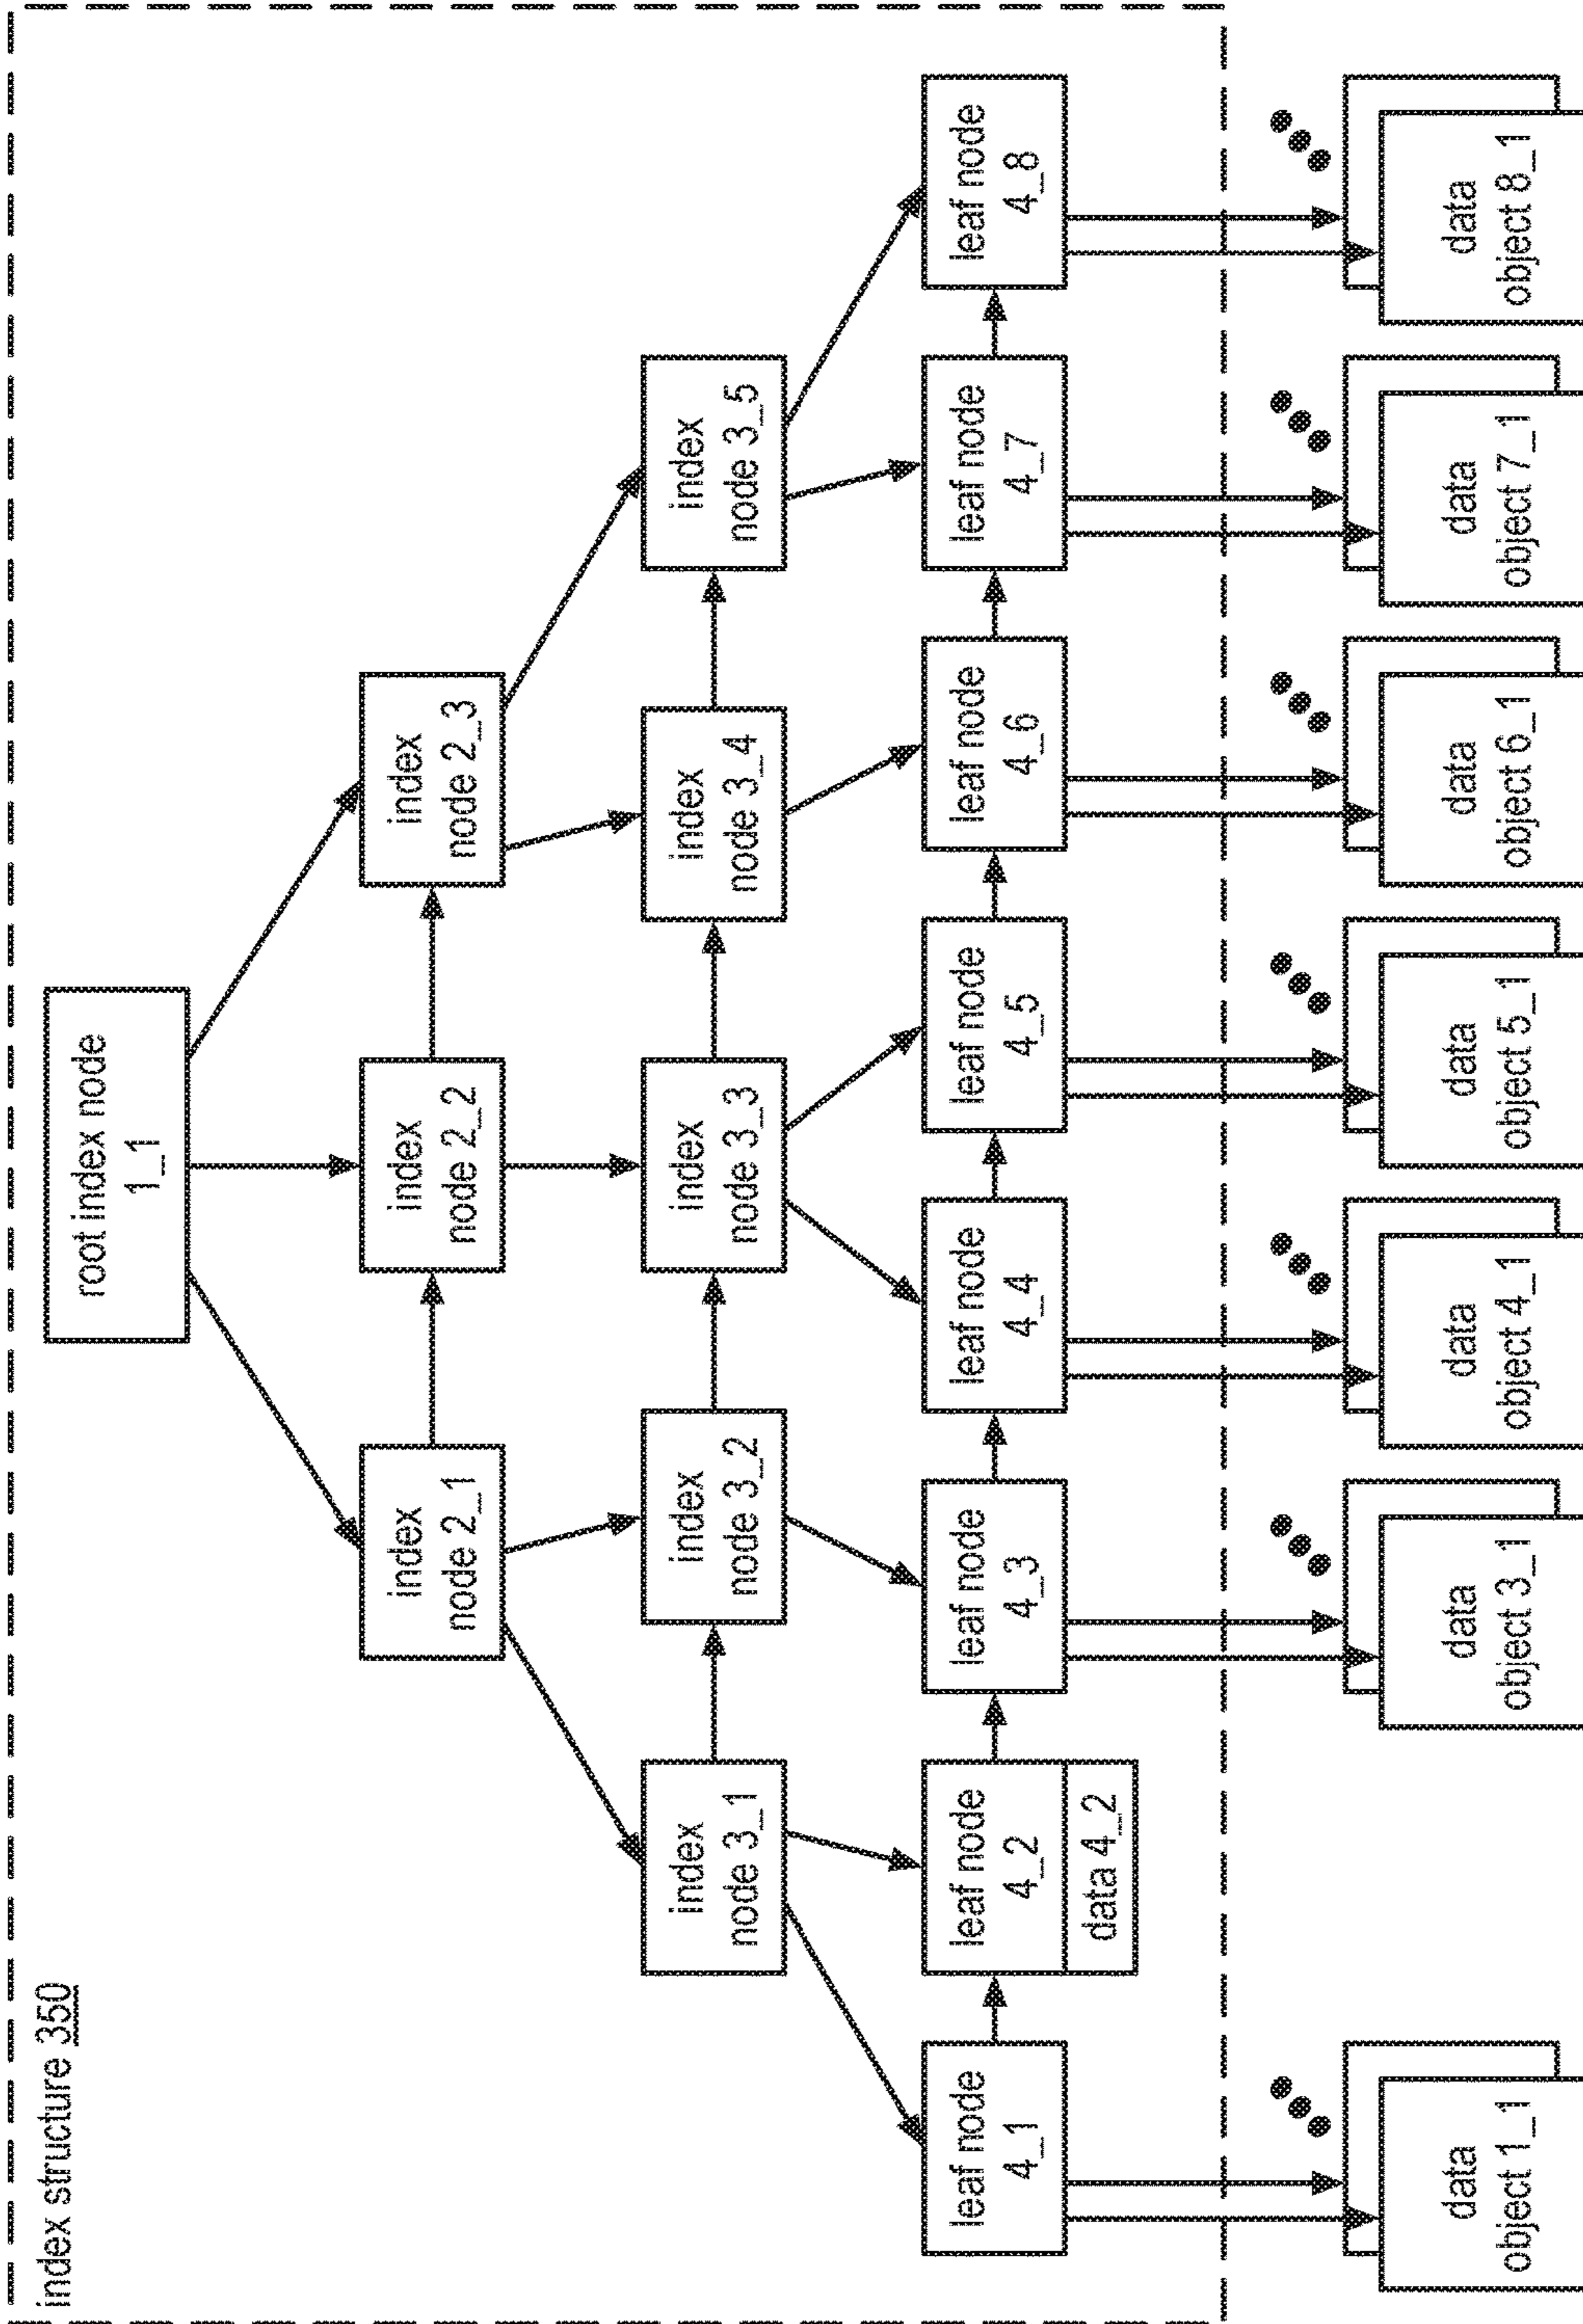 index structure 350
root index node
1_1
index
node 2_1
index
node 2_2
index
node 2_3
index
node 3_1
index
node 3_2
index
node 3_3
index
node 3_4
index
node 3_5
leaf node
4_1
leaf node
4_2
data 4_2
leaf node
4_3
leaf node
4_4
leaf node
4_5
leaf node
4_6
leaf node
4_7
leaf node
4_8
data
object 1_1
data
object 3_1
data
object 4_1
data
object 5_1
data
object 6_1
data
object 7_1
data
object 8_1